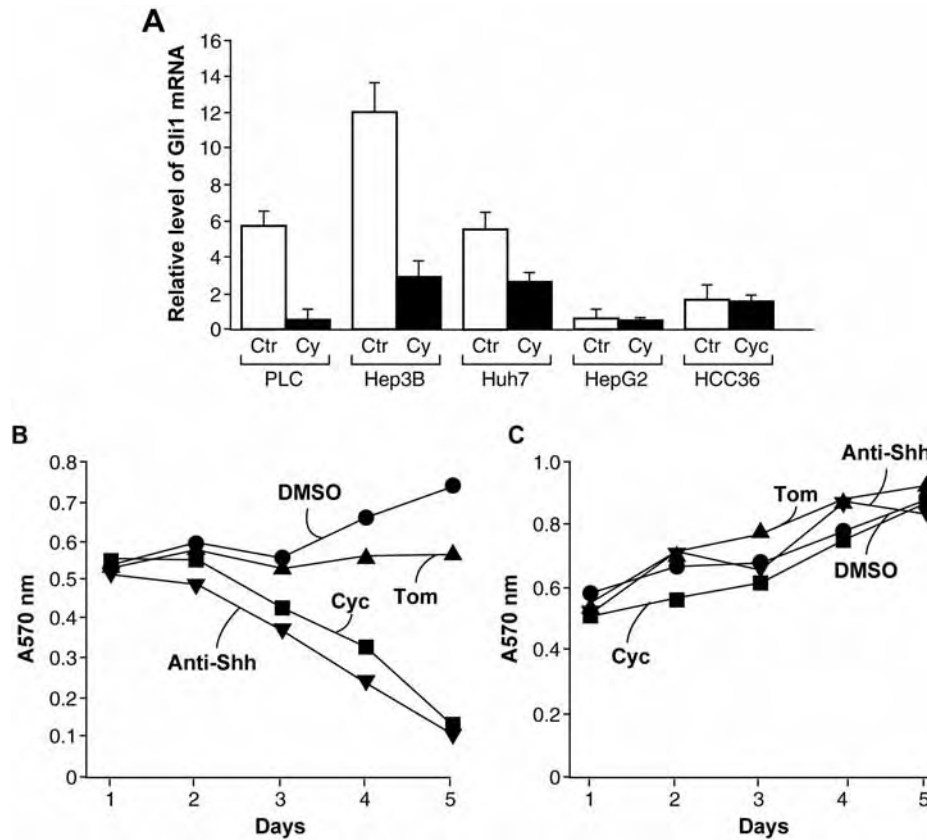 A
Relative level of Gli1 mRNA
16
14
12
10
8
6
4
2
0
Ctr Cy Ctr Cy Ctr Cy Ctr Cy Ctr Cyc
PLC Hep3B Huh7 HepG2 HCC36
B
A570 nm
0.8
0.7
0.6
0.5
0.4
0.3
0.2
0.1
0
DMSO
Tom
Cyc
Anti-Shh
1 2 3 4 5
Days
C
A570 nm
1.0
0.8
0.6
0.4
0.2
0
Anti-Shh
Tom
DMSO
Cyc
1 2 3 4 5
Days